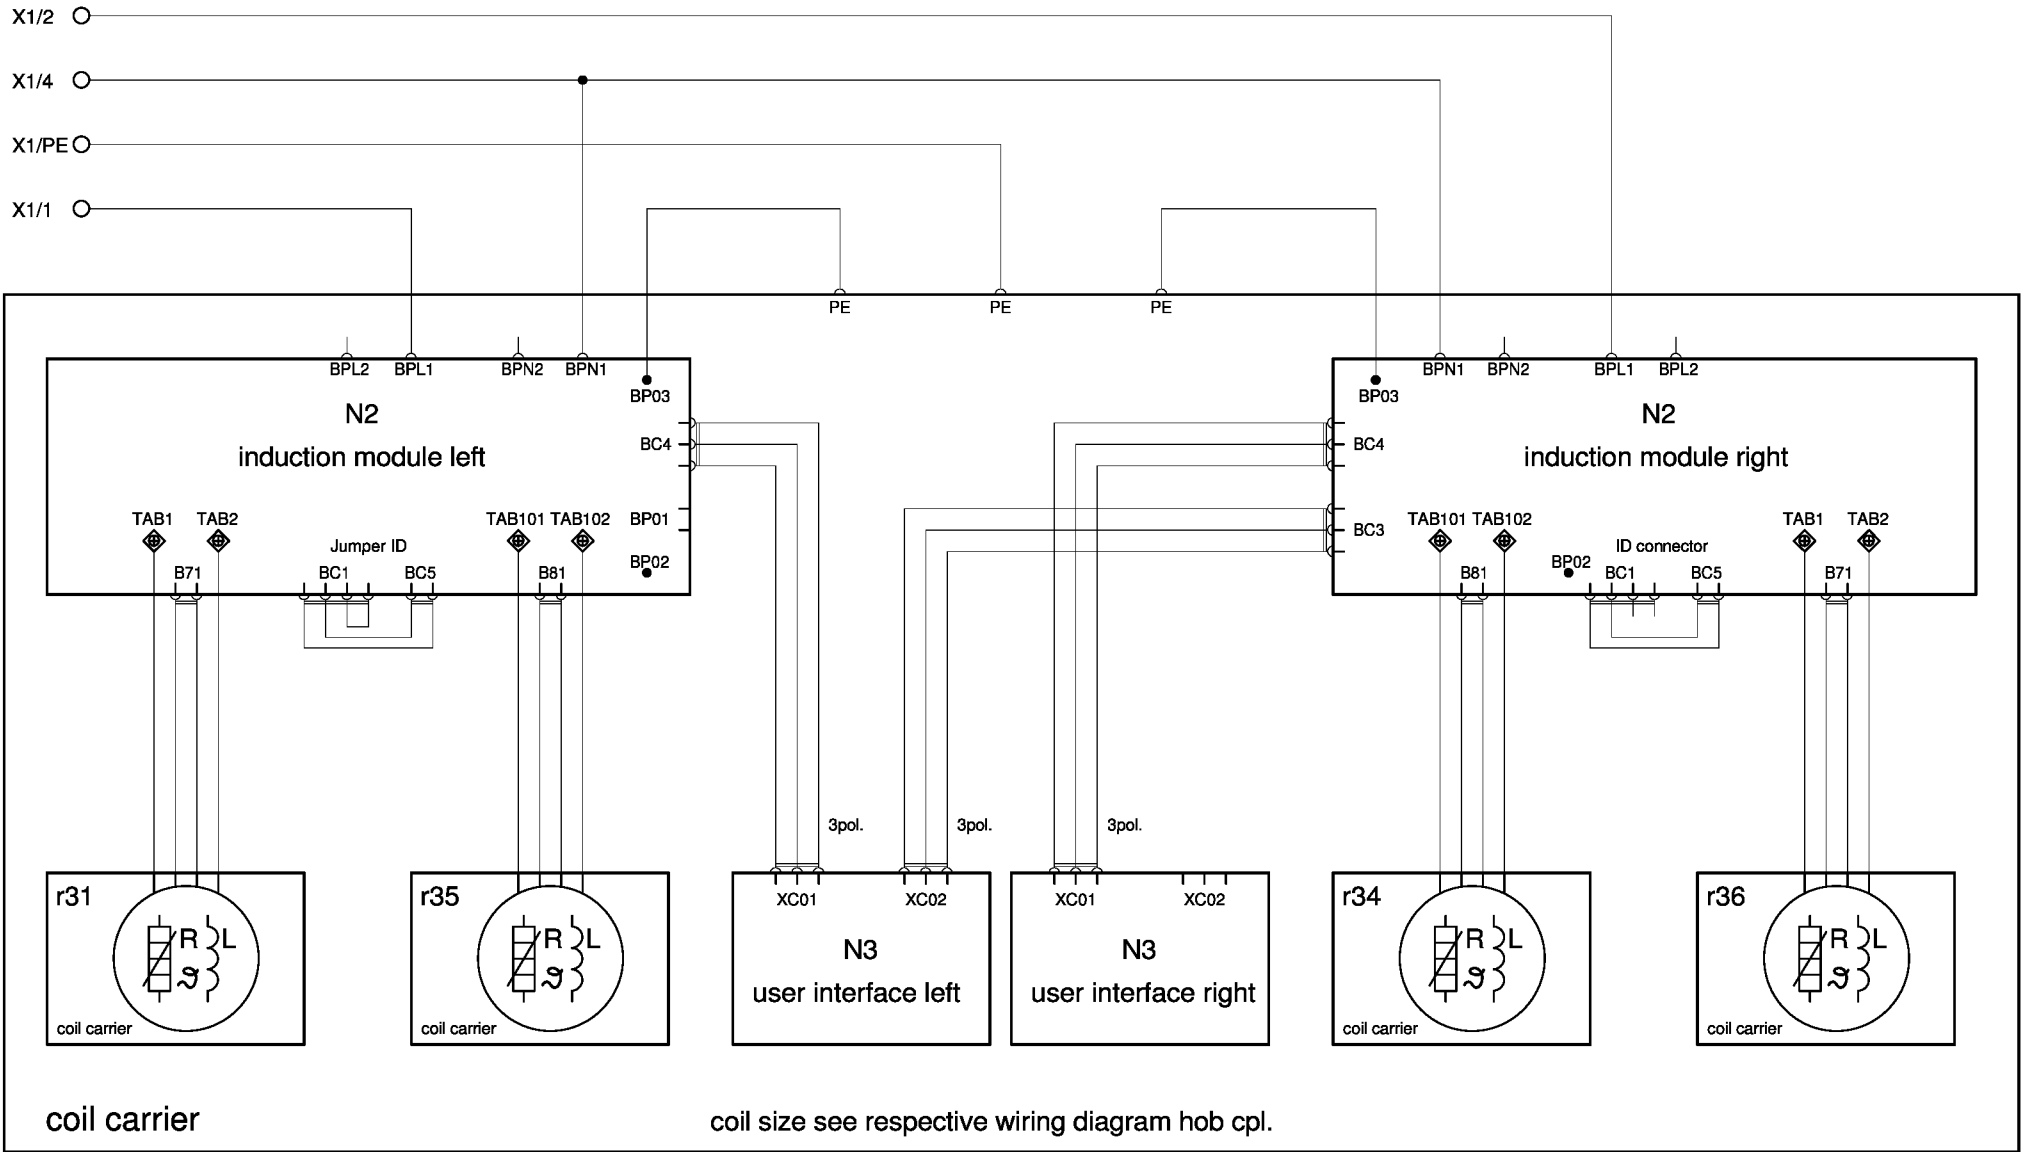 X1/2
X1/4
X1/PE
X1/1
PE PE PE
BPL2 BPL1 BPN2 BPN1 BPN1 BPN2 BPL1 BPL2
BP03 BP03
N2 N2
BC4 BC4
induction module left induction module right
TAB1 TAB2 TAB101 TAB102 BP01 BC3 TAB101 TAB102 TAB1 TAB2
Jumper ID ID connector
BP02 BP02
B71 BC1 BC5 B81 B81 BC1 BC5 B71
3pol. 3pol. 3pol.
r31 r35 XC01 XC02 XC01 XC02 r34 r36
R L R L N3 N3 R L R L
ϑ ϑ ϑ ϑ
user interface left user interface right
coil carrier coil carrier coil carrier coil carrier
coil carrier coil size see respective wiring diagram hob cpl.